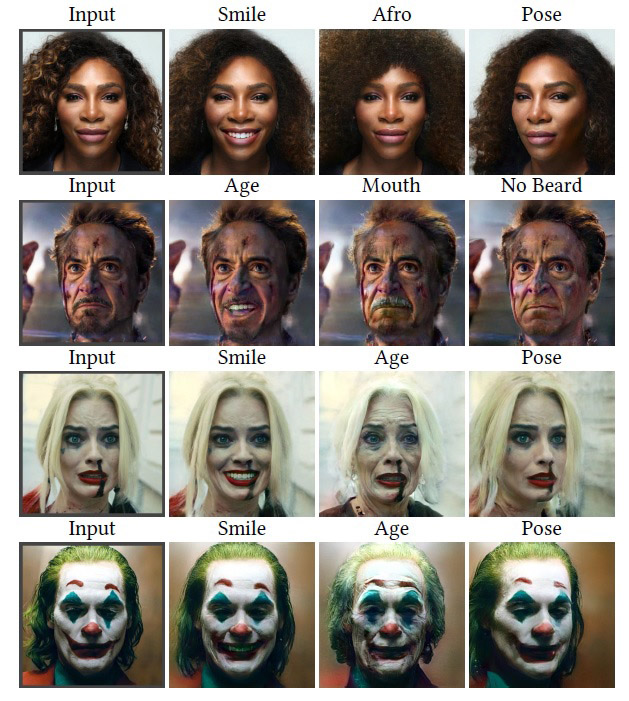 Input Smile Afro Pose
Input Age Mouth No Beard
Input Smile Age Pose
Input Smile Age Pose